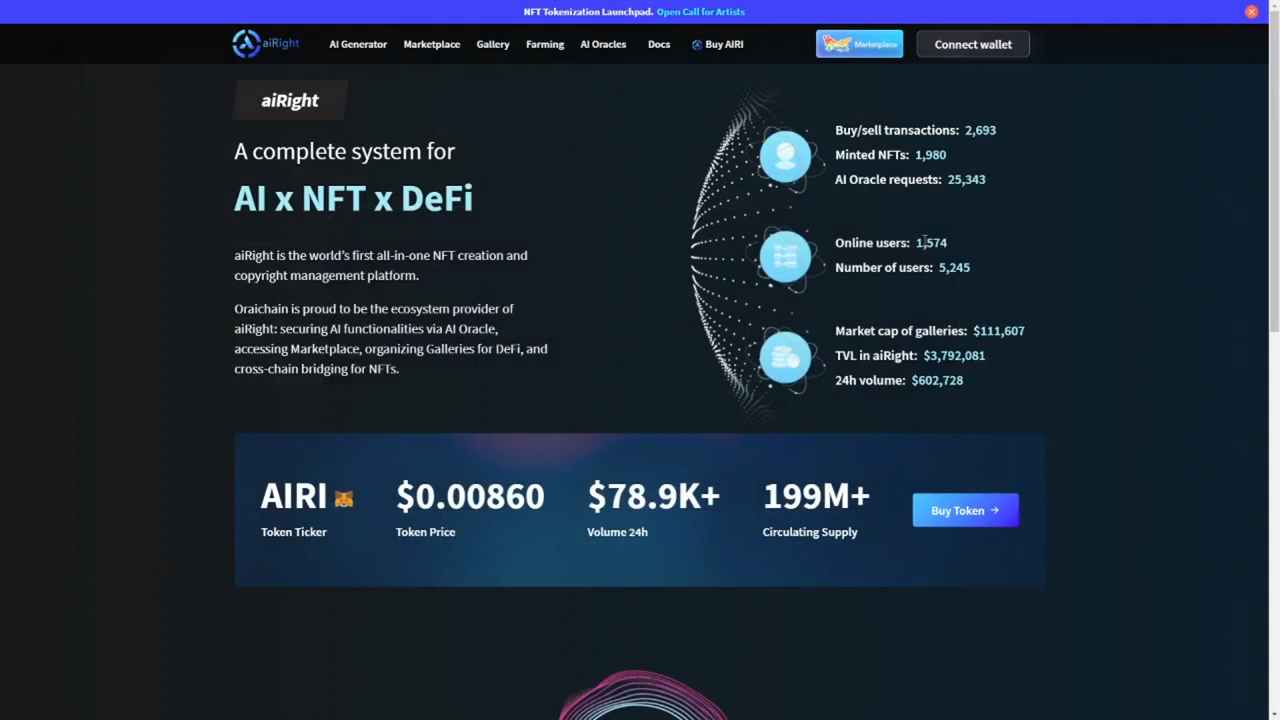 NFT Tokenization Launchpad. Open Call for Artists
aiRight
AI Generator
Marketplace
Gallery
Farming
AI Oracles
Docs
Buy AIRI
Marketplace
Connect wallet
aiRight
A complete system for
AI x NFT x DeFi
aiRight is the world's first all-in-one NFT creation and
copyright management platform.
Oraichain is proud to be the ecosystem provider of
aiRight: securing AI functionalities via AI Oracle,
accessing Marketplace, organizing Galleries for DeFi, and
cross-chain bridging for NFTs.
Buy/sell transactions: 2,693
Minted NFTs: 1,980
AI Oracle requests: 25,343
Online users: 1,574
Number of users: 5,245
Market cap of galleries: $111,607
TVL in aiRight: $3,792,081
24h volume: $602,728
AIRI
Token Ticker
$0.00860
Token Price
$78.9K+
Volume 24h
199M+
Circulating Supply
Buy Token →